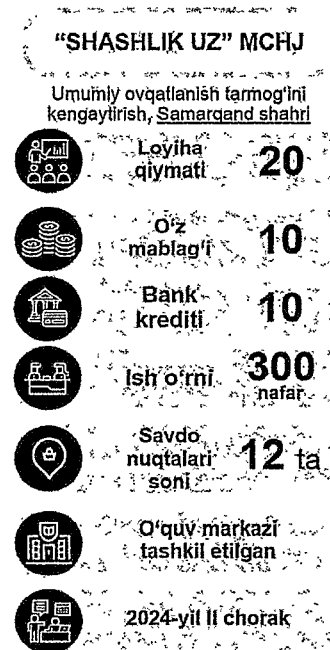 “SHASHLIK UZ” MCHJ
Umumiy ovqatlanish tarmog‘ini
kengaytirish, Samarqand shahri
Loyiha
qiymati
20
O‘z
mablag‘i
10
Bank
krediti
10
Ish o‘rni
300
nafar
Savdo
nuqtalari
soni
12 ta
O‘quv markazi
tashkil etilgan
2024-yil II chorak